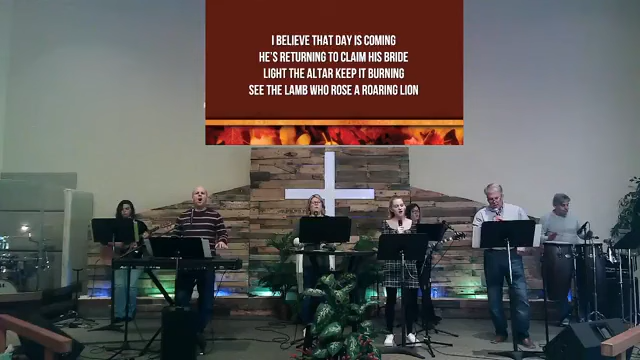 I BELIEVE THAT DAY IS COMING
HE'S RETURNING TO CLAIM HIS BRIDE
LIGHT THE ALTAR KEEP IT BURNING
SEE THE LAMB WHO ROSE A ROARING LION